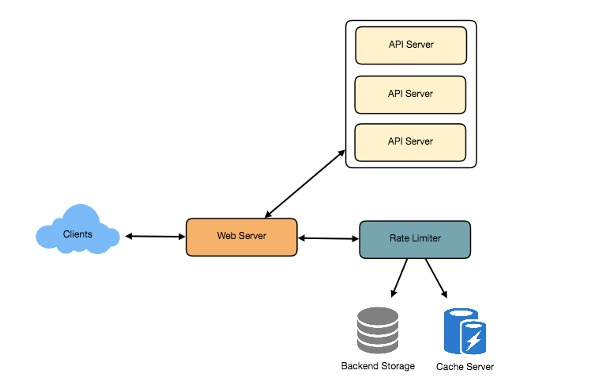 API Server
API Server
API Server
Clients
Web Server
Rate Limiter
Backend Storage
Cache Server